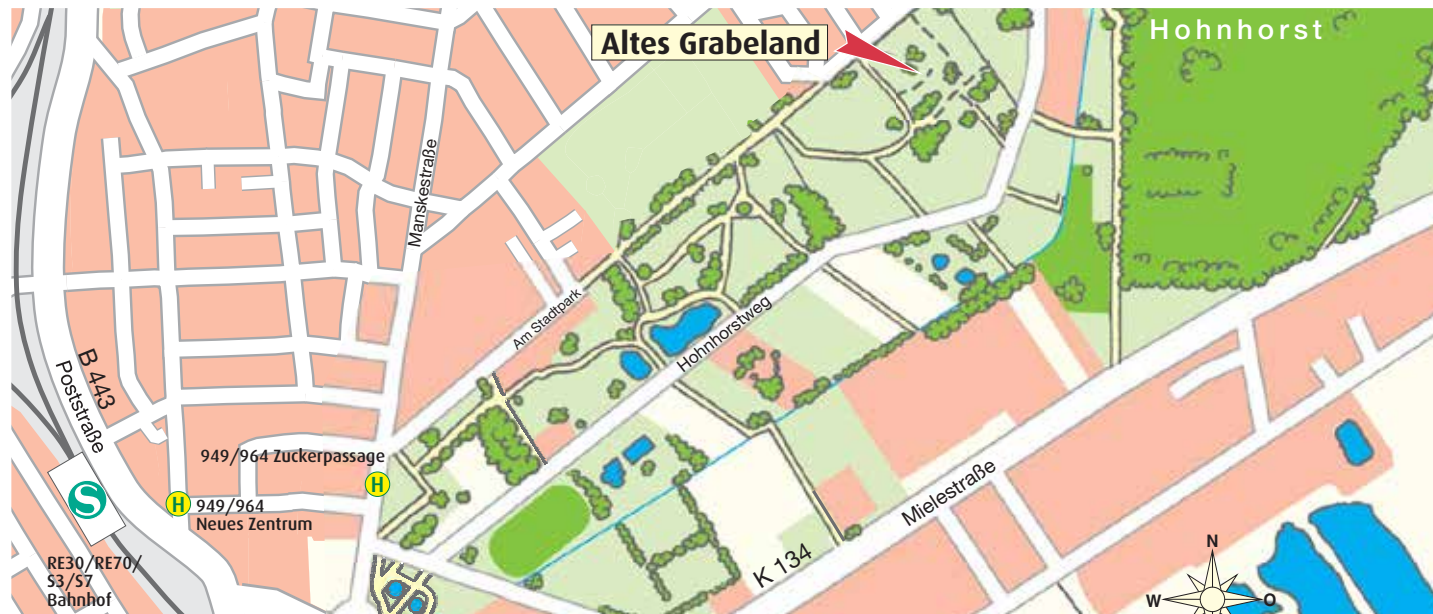 Altes Grabeland
Hohnhorst
Manskestraße
Am Stadtpark
Hohnhorstweg
B 443
Poststraße
949/964 Zuckerpassage
H
H
949/964
Neues Zentrum
S
RE30/RE70/
S3/S7
Bahnhof
Mielestraße
K 134
N
W
O